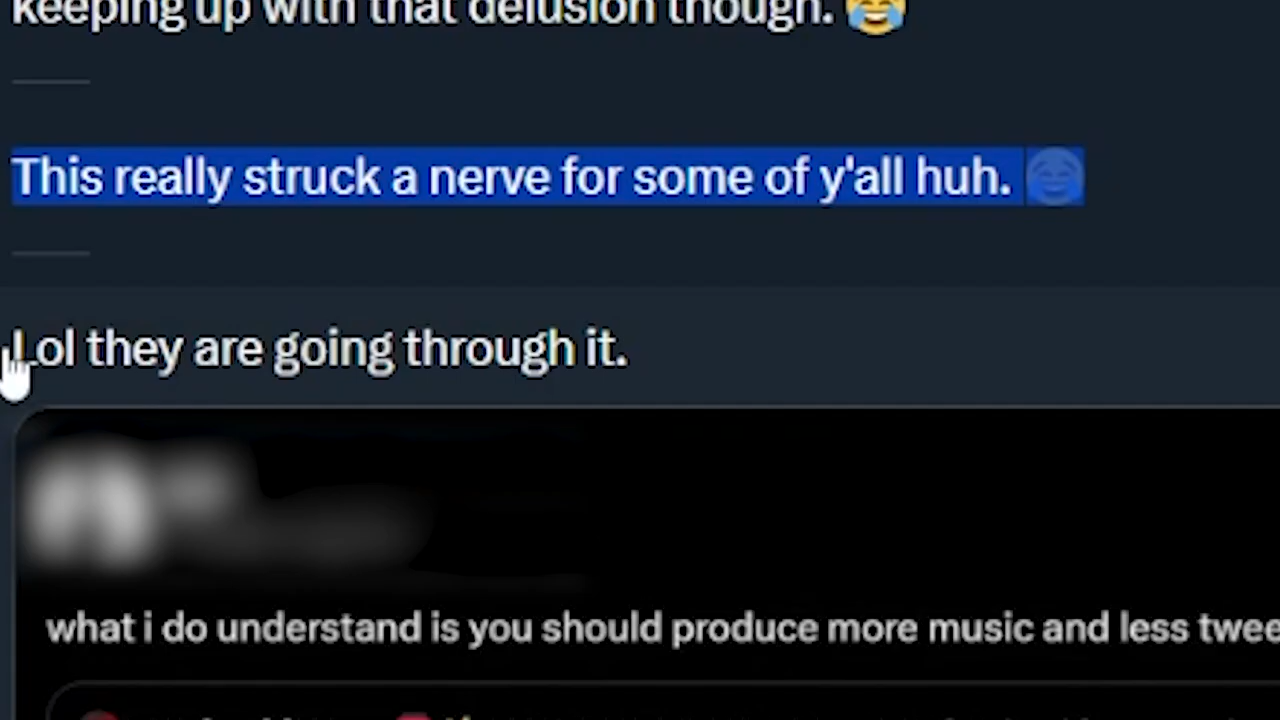 keeping up with that delusion though. 😂
This really struck a nerve for some of y'all huh. 😂
Lol they are going through it.
what i do understand is you should produce more music and less